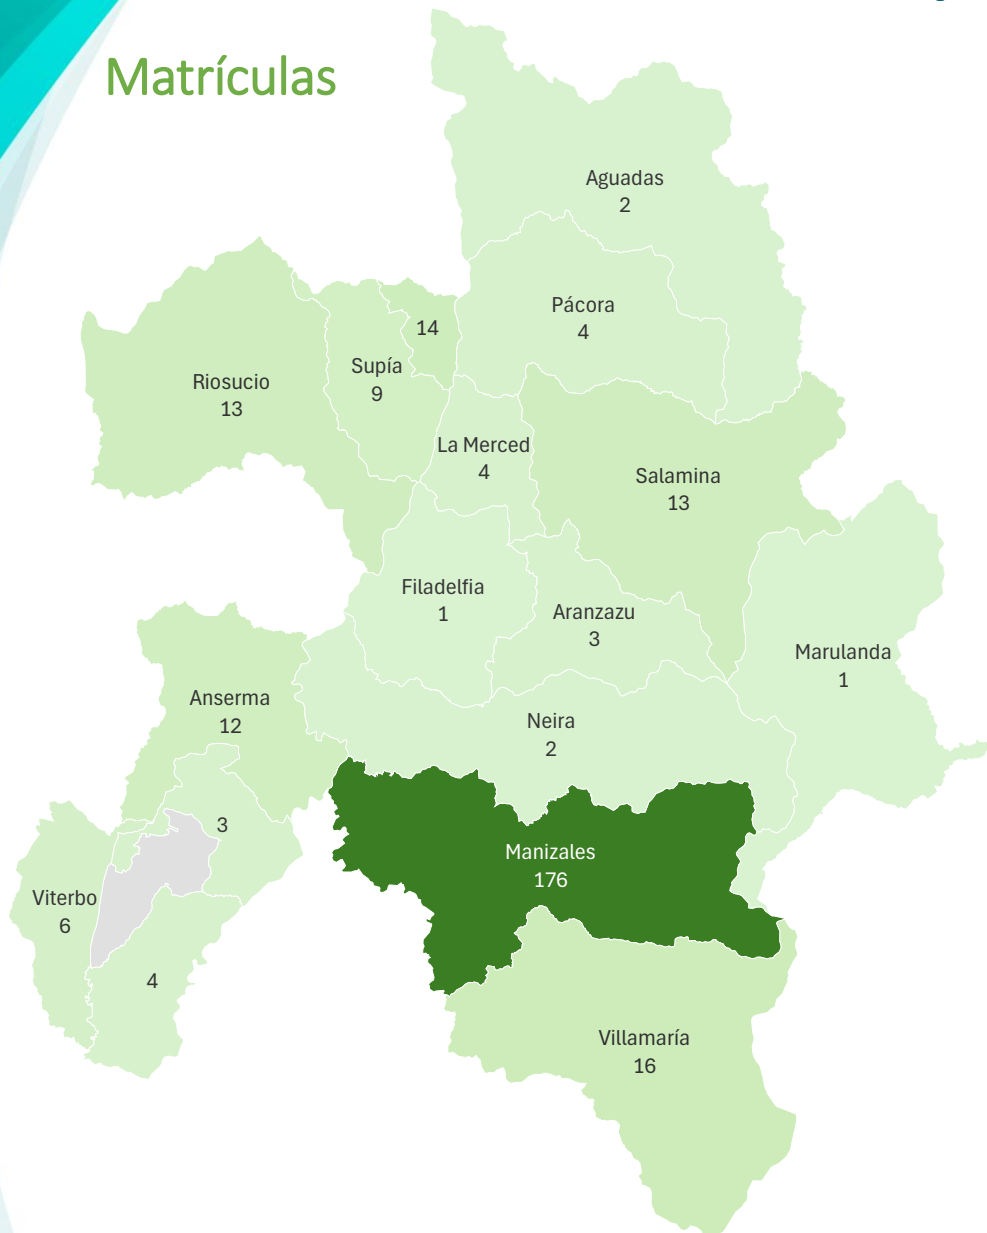 Matrículas
Aguadas
2
Pácora
4
14
Supía
9
Riosucio
13
La Merced
4
Salamina
13
Filadelfia
1
Aranzazu
3
Marulanda
1
Anserma
12
Neira
2
3
Manizales
176
Viterbo
6
4
Villamaría
16